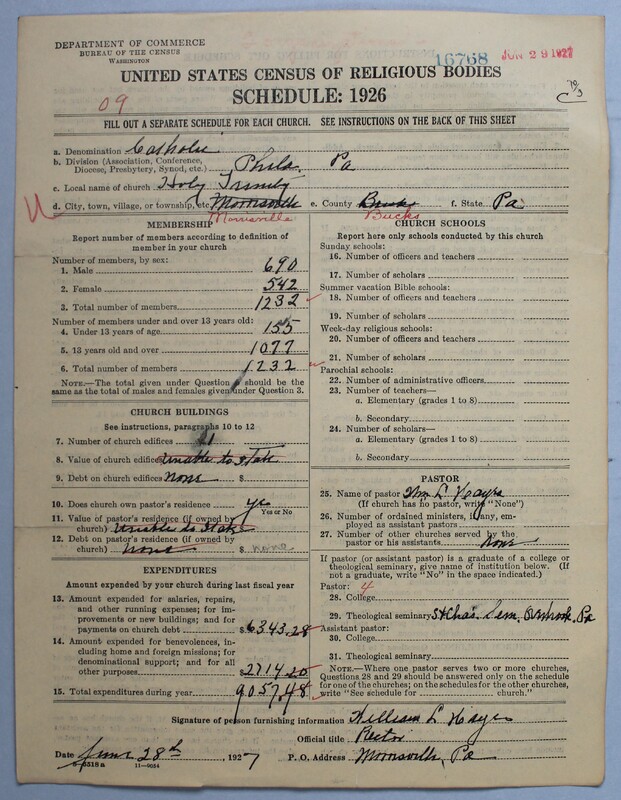 DEPARTMENT OF COMMERCE
BUREAU OF THE CENSUS
WASHINGTON
16768
JUN 29 1927
UNITED STATES CENSUS OF RELIGIOUS BODIES
SCHEDULE: 1926
09
FILL OUT A SEPARATE SCHEDULE FOR EACH CHURCH. SEE INSTRUCTIONS ON THE BACK OF THIS SHEET
a. Denomination Catholic
b. Division (Association, Conference, Diocese, Presbytery, Synod, etc.) Phila. Pa
c. Local name of church Holy Trinity
d. City, town, village, or township, etc. Morrisville e. County Bucks f. State Pa.
Morrisville Bucks
MEMBERSHIP
Report number of members according to definition of
member in your church
Number of members, by sex:
1. Male 690
2. Female 542
3. Total number of members 1232
Number of members under and over 13 years old:
4. Under 13 years of age 155
5. 13 years old and over 1077
6. Total number of members 1232
NOTE.—The total given under Question 6 should be the
same as the total of males and females given under Question 3.
CHURCH BUILDINGS
See instructions, paragraphs 10 to 12
7. Number of church edifices 1
8. Value of church edifices unable to state
9. Debt on church edifices none $
10. Does church own pastor's residence yes
Yes or No
11. Value of pastor's residence (if owned by
church) unable to state
12. Debt on pastor's residence (if owned by
church) none $ none
EXPENDITURES
Amount expended by your church during last fiscal year
13. Amount expended for salaries, repairs,
and other running expenses; for im-
provements or new buildings; and for
payments on church debt $ 6343.28
14. Amount expended for benevolences, in-
cluding home and foreign missions; for
denominational support; and for all
other purposes $ 2714.20
15. Total expenditures during year 9057.48
CHURCH SCHOOLS
Report here only schools conducted by this church
Sunday schools:
16. Number of officers and teachers
17. Number of scholars
Summer vacation Bible schools:
18. Number of officers and teachers
19. Number of scholars
Week-day religious schools:
20. Number of officers and teachers
21. Number of scholars
Parochial schools:
22. Number of administrative officers
23. Number of teachers—
a. Elementary (grades 1 to 8)
b. Secondary
24. Number of scholars—
a. Elementary (grades 1 to 8)
b. Secondary
PASTOR
25. Name of pastor Wm L Hayes
(If church has no pastor, write "None")
26. Number of ordained ministers, if any, em-
ployed as assistant pastors
27. Number of other churches served by the
pastor or his assistants none
If pastor (or assistant pastor) is a graduate of a college or
theological seminary, give name of institution below. (If
not a graduate, write "No" in the space indicated.)
Pastor: 4
28. College
29. Theological seminary St Chas. Sem. Overbrook, Pa
Assistant pastor:
30. College
31. Theological seminary
NOTE.—Where one pastor serves two or more churches,
Questions 28 and 29 should be answered only on the schedule
for one of the churches; on the schedules for the other churches,
write "See schedule for church."
Signature of person furnishing information William L Hayes
Official title Rector
Date June 28th, 1927 P. O. Address Morrisville, Pa
8-5318a 11—9024